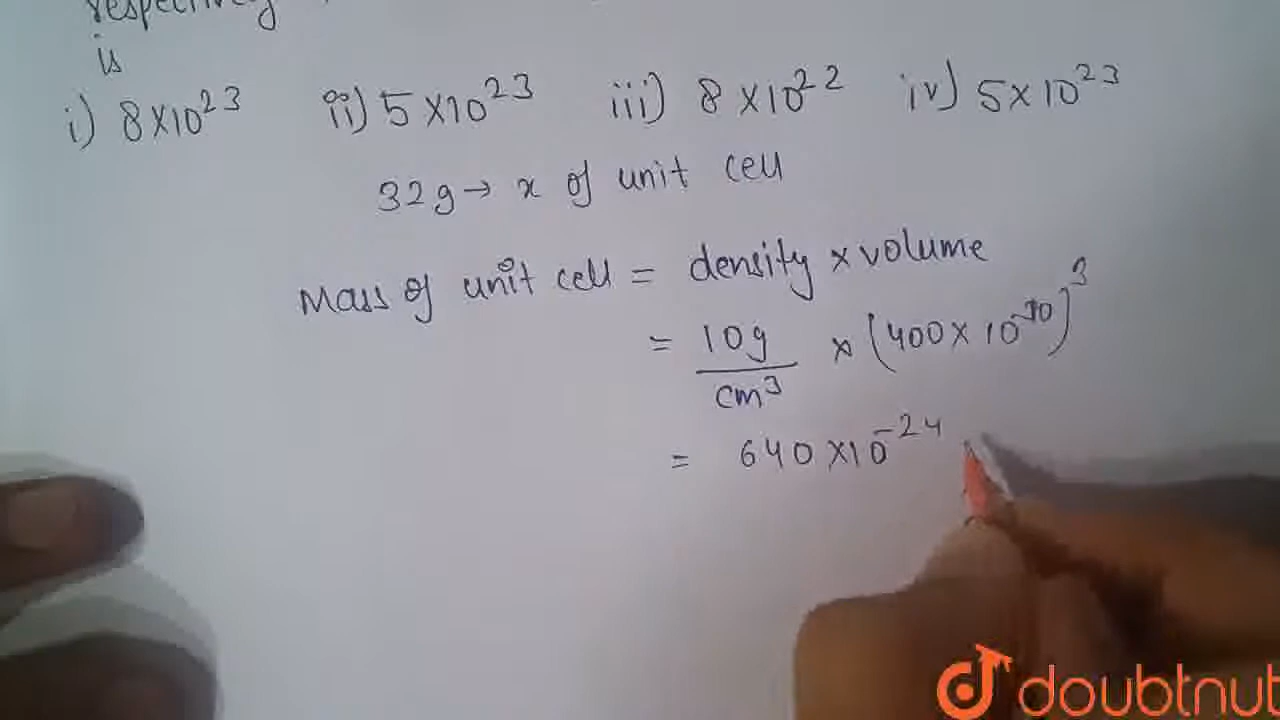 respectively
is
i) 8×10²³ ii) 5×10²³ iii) 8×10²² iv) 5×10²³
32g → x of unit cell
Mass of unit cell = density × volume
= 10g/cm³ × (400×10⁻¹⁰)³
= 640×10⁻²⁴
doubtnut